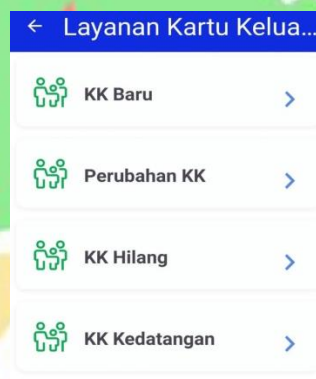 Layanan Kartu Kelua...
KK Baru
Perubahan KK
KK Hilang
KK Kedatangan